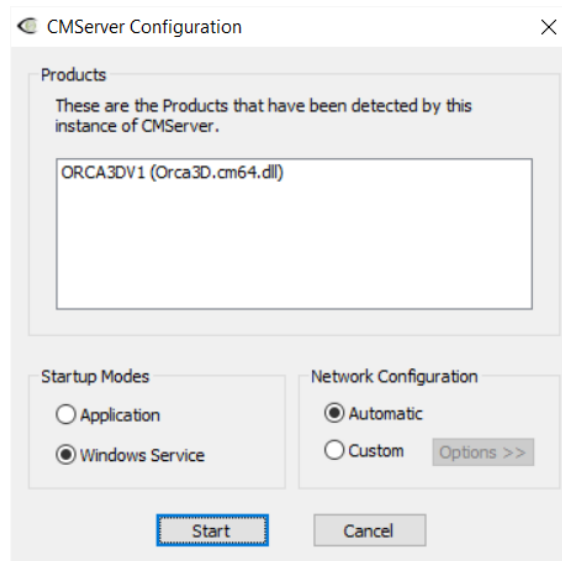 CMServer Configuration
Products
These are the Products that have been detected by this
instance of CMServer.
ORCA3DV1 (Orca3D.cm64.dll)
Startup Modes
Application
Windows Service
Network Configuration
Automatic
Custom
Options >>
Start
Cancel